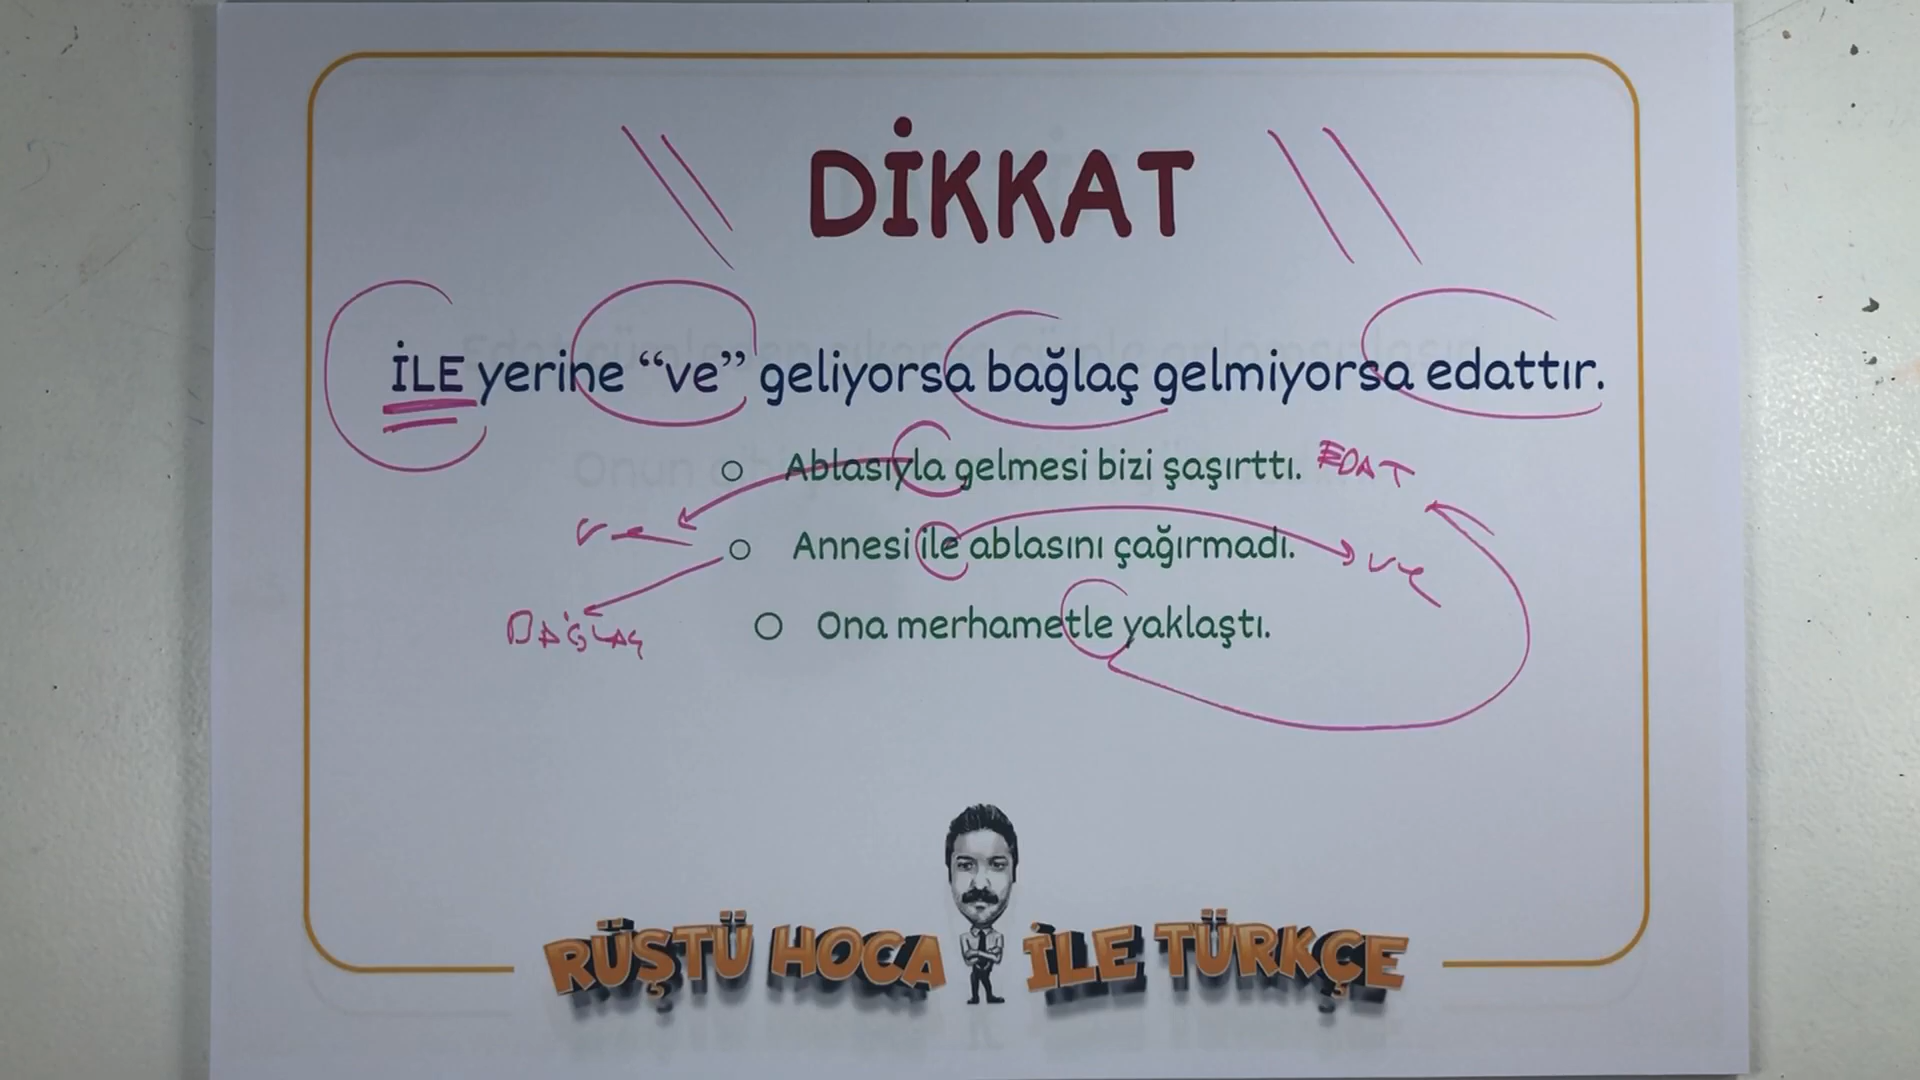 DİKKAT
İLE yerine “ve” geliyorsa bağlaç gelmiyorsa edattır.
Ablasıyla gelmesi bizi şaşırttı. EDAT
ve
Annesi ile ablasını çağırmadı. ve
BAĞLAÇ
Ona merhametle yaklaştı.
RÜŞTÜ HOCA İLE TÜRKÇE